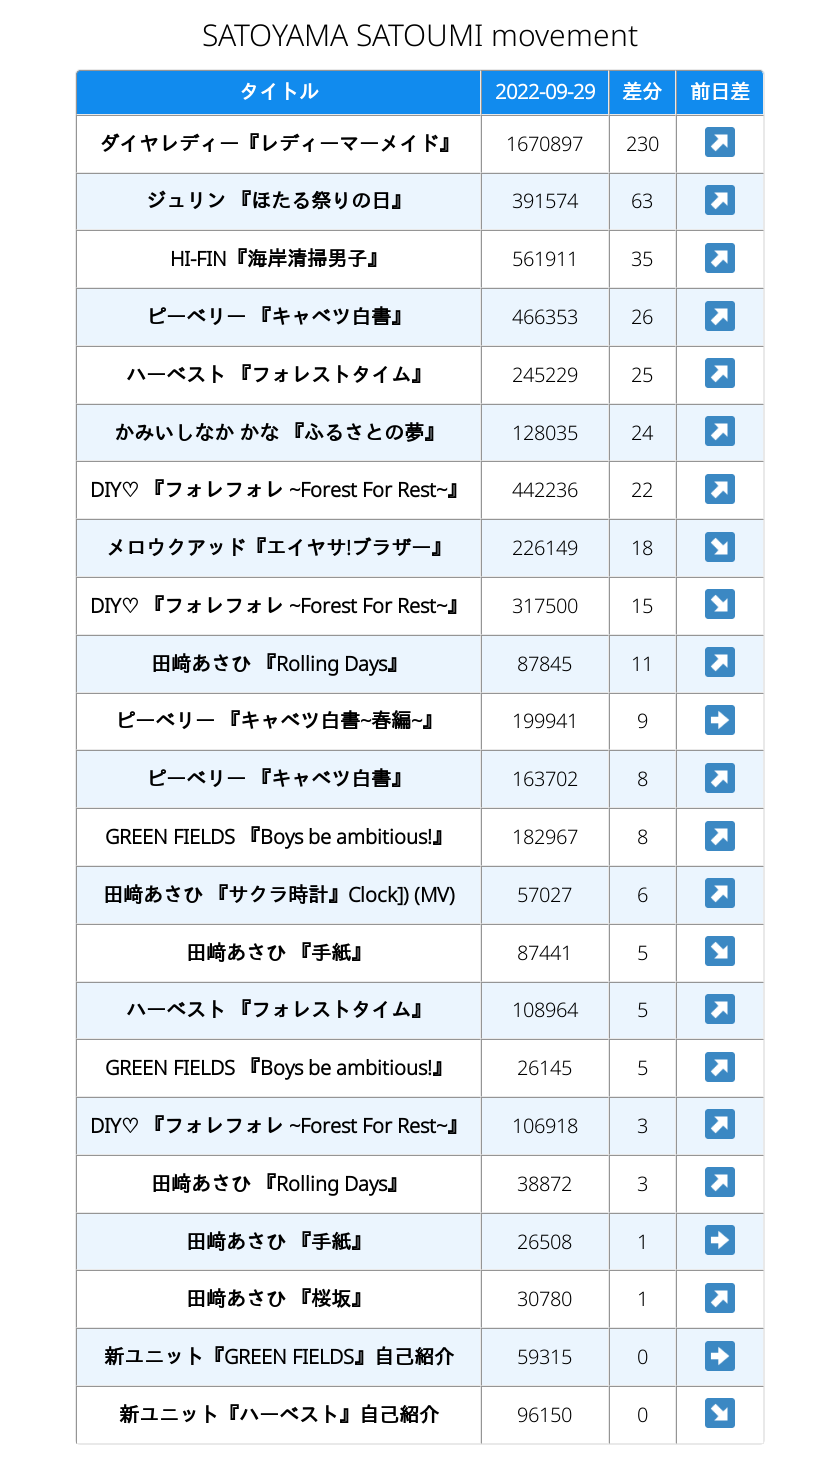 SATOYAMA SATOUMI movement
タイトル 2022-09-29 差分 前日差
ダイヤレディー『レディーマーメイド』 1670897 230 ↗
ジュリン 『ほたる祭りの日』 391574 63 ↗
HI-FIN『海岸清掃男子』 561911 35 ↗
ピーベリー 『キャベツ白書』 466353 26 ↗
ハーベスト 『フォレストタイム』 245229 25 ↗
かみいしなか かな 『ふるさとの夢』 128035 24 ↗
DIY♡ 『フォレフォレ ~Forest For Rest~』 442236 22 ↗
メロウクアッド『エイヤサ!ブラザー』 226149 18 ↘
DIY♡ 『フォレフォレ ~Forest For Rest~』 317500 15 ↘
田﨑あさひ 『Rolling Days』 87845 11 ↗
ピーベリー 『キャベツ白書~春編~』 199941 9 ➡
ピーベリー 『キャベツ白書』 163702 8 ↗
GREEN FIELDS 『Boys be ambitious!』 182967 8 ↗
田﨑あさひ 『サクラ時計』Clock]) (MV) 57027 6 ↗
田﨑あさひ 『手紙』 87441 5 ↘
ハーベスト 『フォレストタイム』 108964 5 ↗
GREEN FIELDS 『Boys be ambitious!』 26145 5 ↗
DIY♡ 『フォレフォレ ~Forest For Rest~』 106918 3 ↗
田﨑あさひ 『Rolling Days』 38872 3 ↗
田﨑あさひ 『手紙』 26508 1 ➡
田﨑あさひ 『桜坂』 30780 1 ↗
新ユニット『GREEN FIELDS』自己紹介 59315 0 ➡
新ユニット『ハーベスト』自己紹介 96150 0 ↘